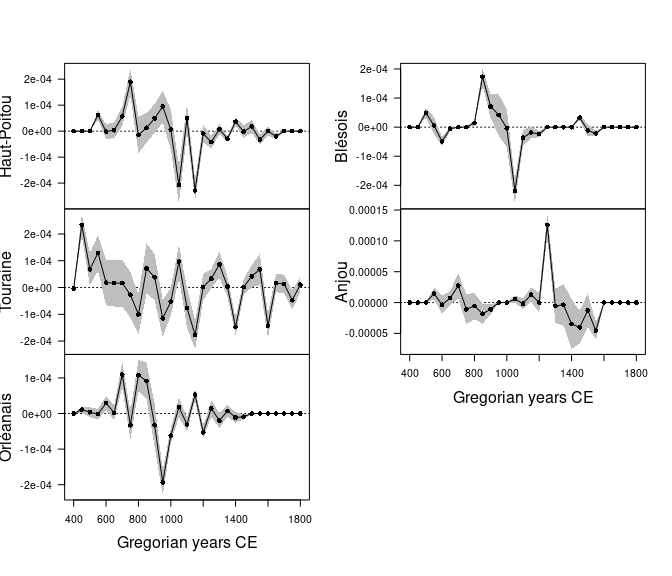 Haut-Poitou
2e-04
1e-04
0e+00
-1e-04
-2e-04
Touraine
2e-04
1e-04
0e+00
-1e-04
-2e-04
Orléanais
1e-04
0e+00
-1e-04
-2e-04
400 600 800 1000 1400 1800
Gregorian years CE
Blésois
2e-04
1e-04
0e+00
-1e-04
-2e-04
Anjou
0.00015
0.00010
0.00005
0.00000
-0.00005
400 600 800 1000 1400 1800
Gregorian years CE